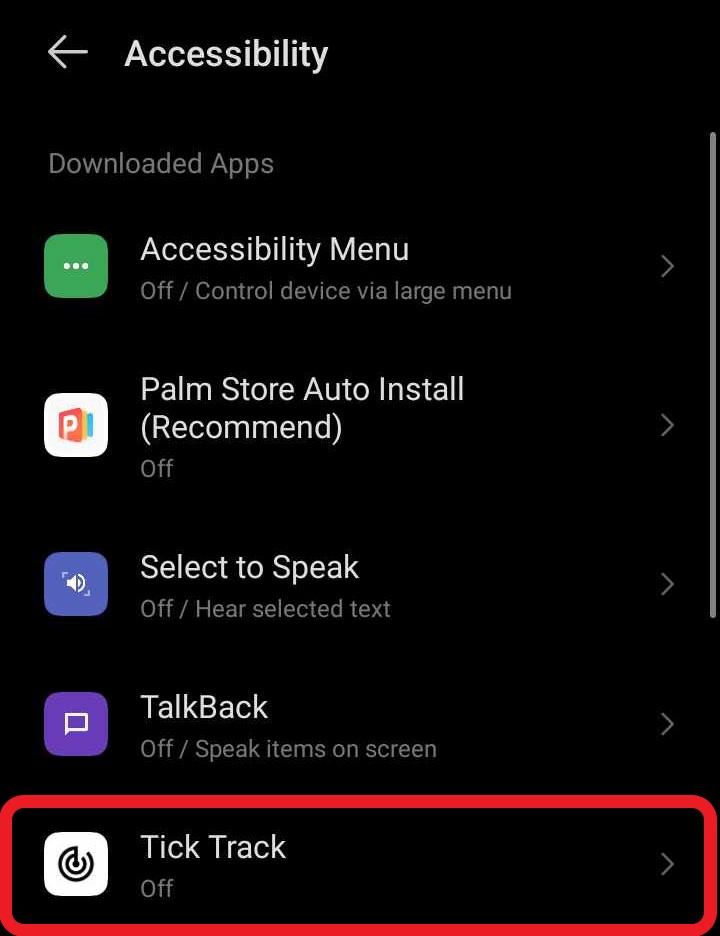 Accessibility
Downloaded Apps
Accessibility Menu
Off / Control device via large menu
Palm Store Auto Install
(Recommend)
Off
Select to Speak
Off / Hear selected text
TalkBack
Off / Speak items on screen
Tick Track
Off